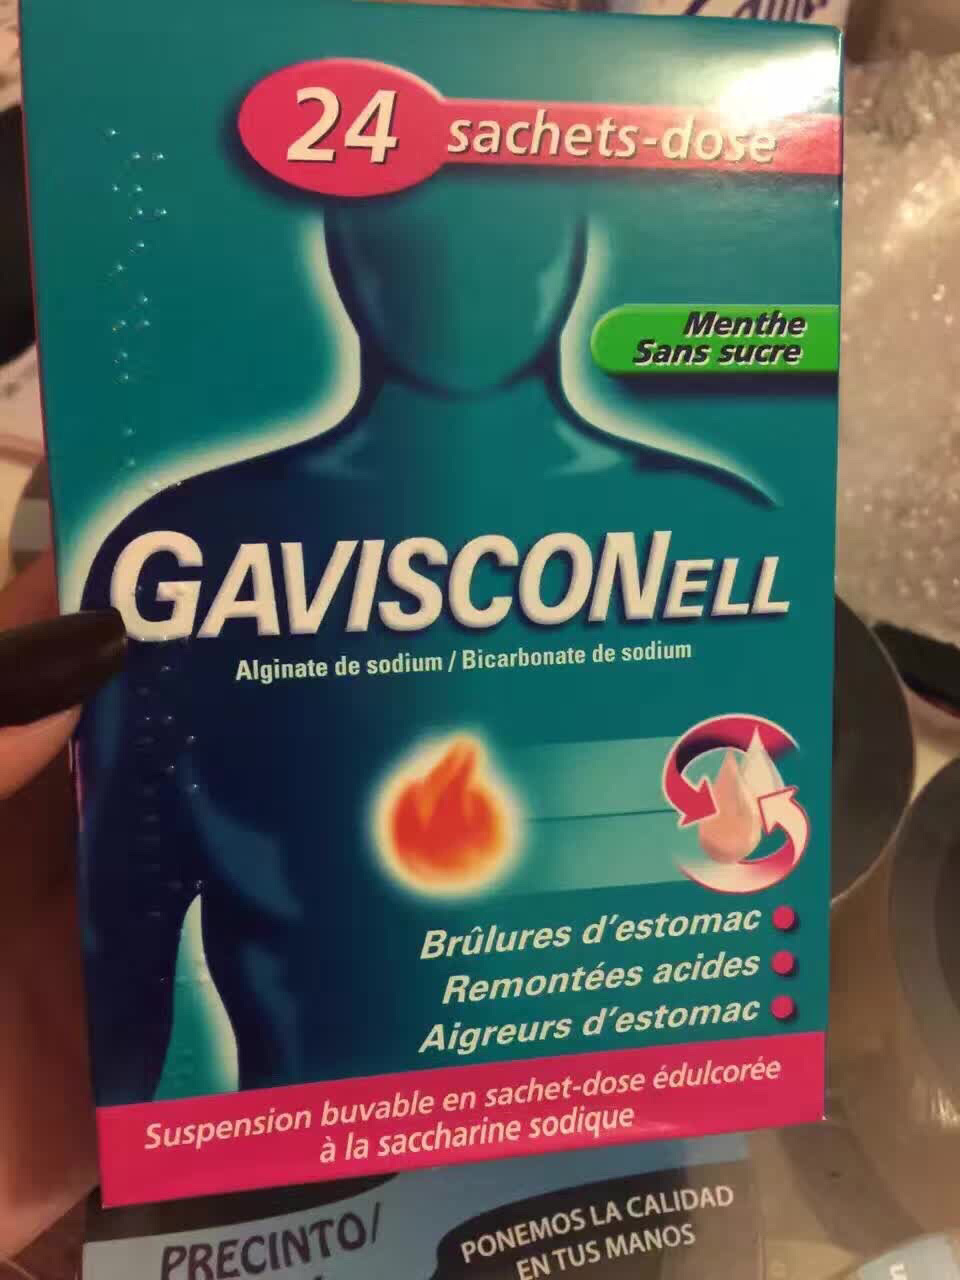 24 sachets-dose
Menthe
Sans sucre
GAVISCONELL
Alginate de sodium / Bicarbonate de sodium
Brûlures d'estomac
Remontées acides
Aigreurs d'estomac
Suspension buvable en sachet-dose édulcorée
à la saccharine sodique
PRECINTO/
PONEMOS LA CALIDAD
EN TUS MANOS